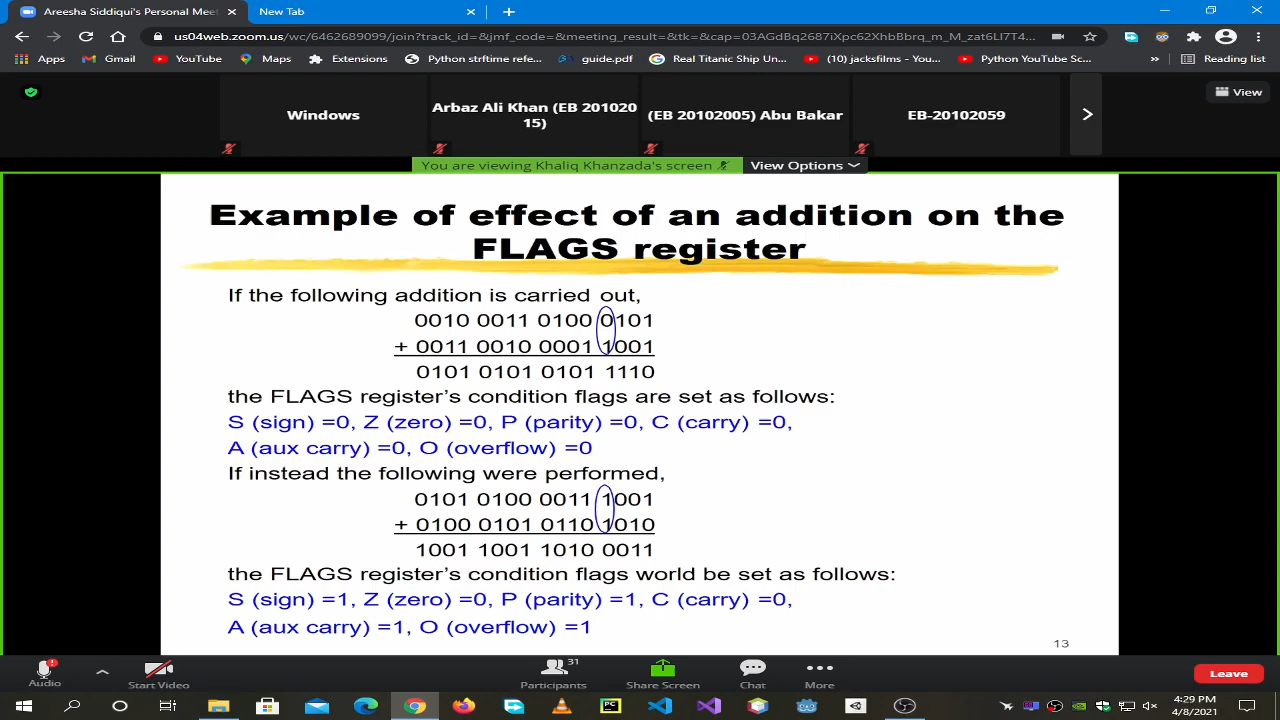 Areesha Siddiqui's Personal Meet
New Tab
us04web.zoom.us/wc/6462689099/join?track_id=&jmf_code=&meeting_result=&tk=&cap=03AGdBq2687iXpc62XhbBbrq_m_M_zat6LI7T4...
Apps Gmail YouTube Maps Extensions Python strftime refe... guide.pdf Real Titanic Ship Un... (10) jacksfilms - You... Python YouTube Sc... » Reading list
Windows
Arbaz Ali Khan (EB 201020
15)
(EB 20102005) Abu Bakar
EB-20102059
View
You are viewing Khaliq Khanzada's screen
View Options
Example of effect of an addition on the
FLAGS register
If the following addition is carried out,
0010 0011 0100 0101
+ 0011 0010 0001 1001
0101 0101 0101 1110
the FLAGS register's condition flags are set as follows:
S (sign) =0, Z (zero) =0, P (parity) =0, C (carry) =0,
A (aux carry) =0, O (overflow) =0
If instead the following were performed,
0101 0100 0011 1001
+ 0100 0101 0110 1010
1001 1001 1010 0011
the FLAGS register's condition flags world be set as follows:
S (sign) =1, Z (zero) =0, P (parity) =1, C (carry) =0,
A (aux carry) =1, O (overflow) =1
13
Audio
Start Video
31
Participants
Share Screen
Chat
More
Leave
4:29 PM
4/8/2021